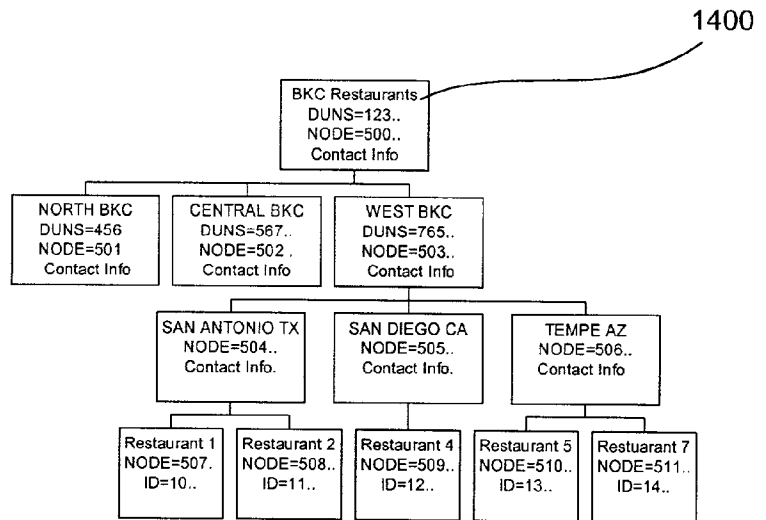 1400
BKC Restaurants
DUNS=123..
NODE=500..
Contact Info
NORTH BKC
DUNS=456
NODE=501
Contact Info
CENTRAL BKC
DUNS=567..
NODE=502 .
Contact Info
WEST BKC
DUNS=765..
NODE=503..
Contact Info
SAN ANTONIO TX
NODE=504..
Contact Info.
SAN DIEGO CA
NODE=505..
Contact Info.
TEMPE AZ
NODE=506..
Contact Info
Restaurant 1
NODE=507.
ID=10..
Restaurant 2
NODE=508..
ID=11..
Restaurant 4
NODE=509..
ID=12..
Restaurant 5
NODE=510..
ID=13..
Restuarant 7
NODE=511..
ID=14..